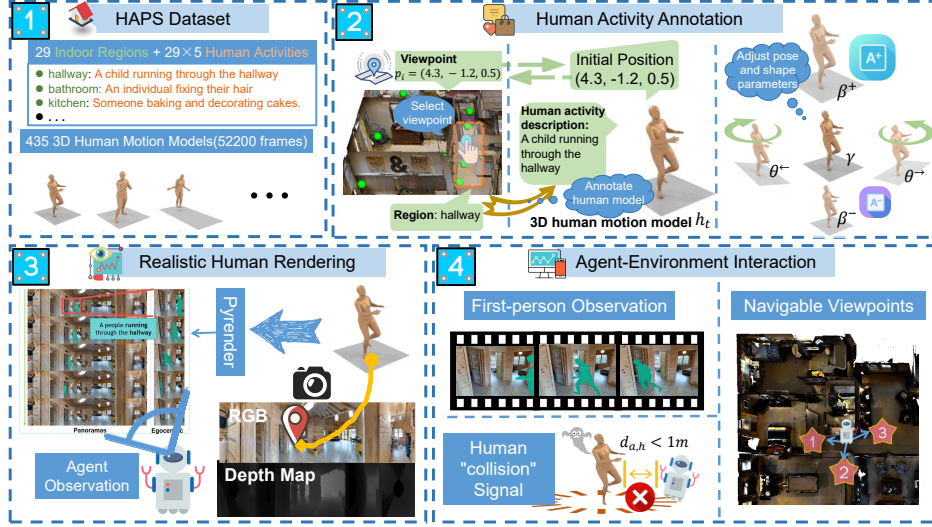 1
HAPS Dataset
29 Indoor Regions + 29×5 Human Activities
hallway: A child running through the hallway
bathroom: An individual fixing their hair
kitchen: Someone baking and decorating cakes.
...
435 3D Human Motion Models(52200 frames)
...
2
Human Activity Annotation
Viewpoint
p_i = (4.3, − 1.2, 0.5)
Select
viewpoint
&
Region: hallway
Initial Position
(4.3, -1.2, 0.5)
Human activity
description:
A child running
through the
hallway
Annotate
human model
3D human motion model h_t
Adjust pose
and shape
parameters
A+
β⁺
θ←
γ
θ→
A-
β⁻
3
Realistic Human Rendering
A people running
through the hallway
Panoramas
Egocentric
Pyrender
RGB
Depth Map
Agent
Observation
4
Agent-Environment Interaction
First-person Observation
Human
"collision"
Signal
d_{a,h} < 1m
Navigable Viewpoints
1
2
3